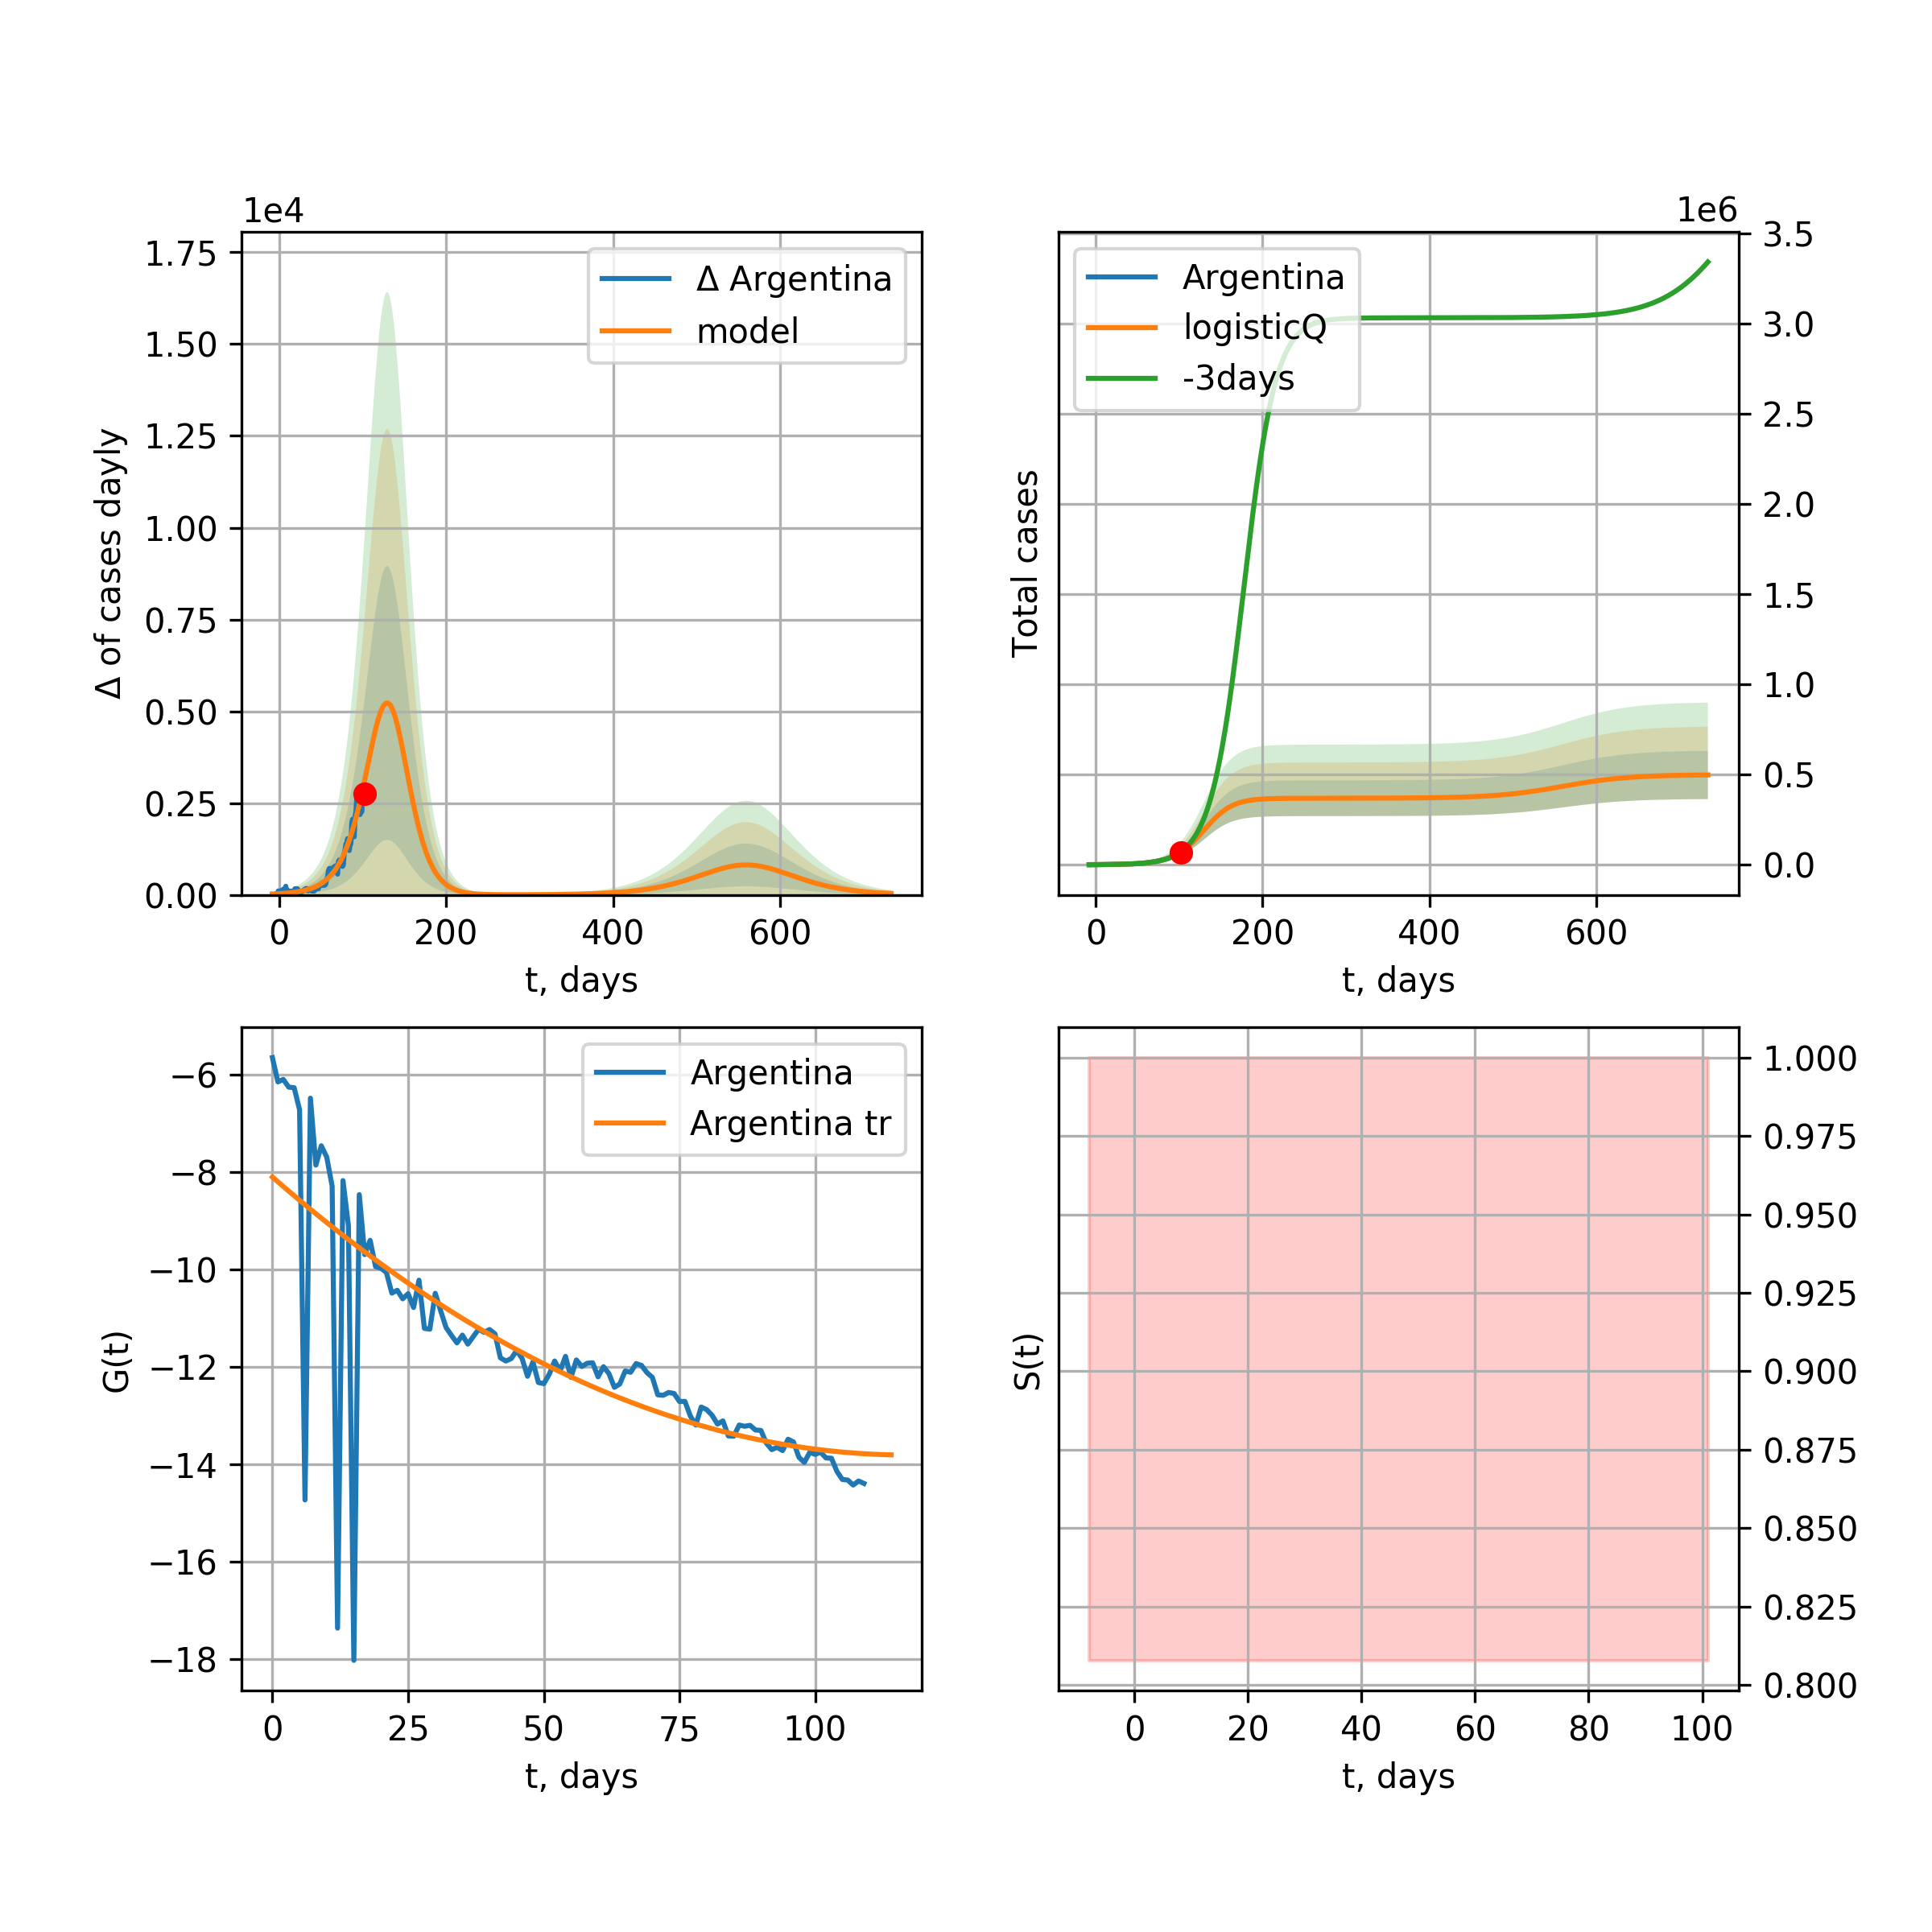 1e4
1.75
1.50
1.25
1.00
0.75
0.50
0.25
0.00
Δ of cases dayly
Δ Argentina
model
0 200 400 600
t, days
1e6
3.5
3.0
2.5
2.0
1.5
1.0
0.5
0.0
Total cases
Argentina
logisticQ
-3days
0 200 400 600
t, days
−6
−8
−10
−12
−14
−16
−18
G(t)
Argentina
Argentina tr
0 25 50 75 100
t, days
1.000
0.975
0.950
0.925
0.900
0.875
0.850
0.825
0.800
S(t)
0 20 40 60 80 100
t, days